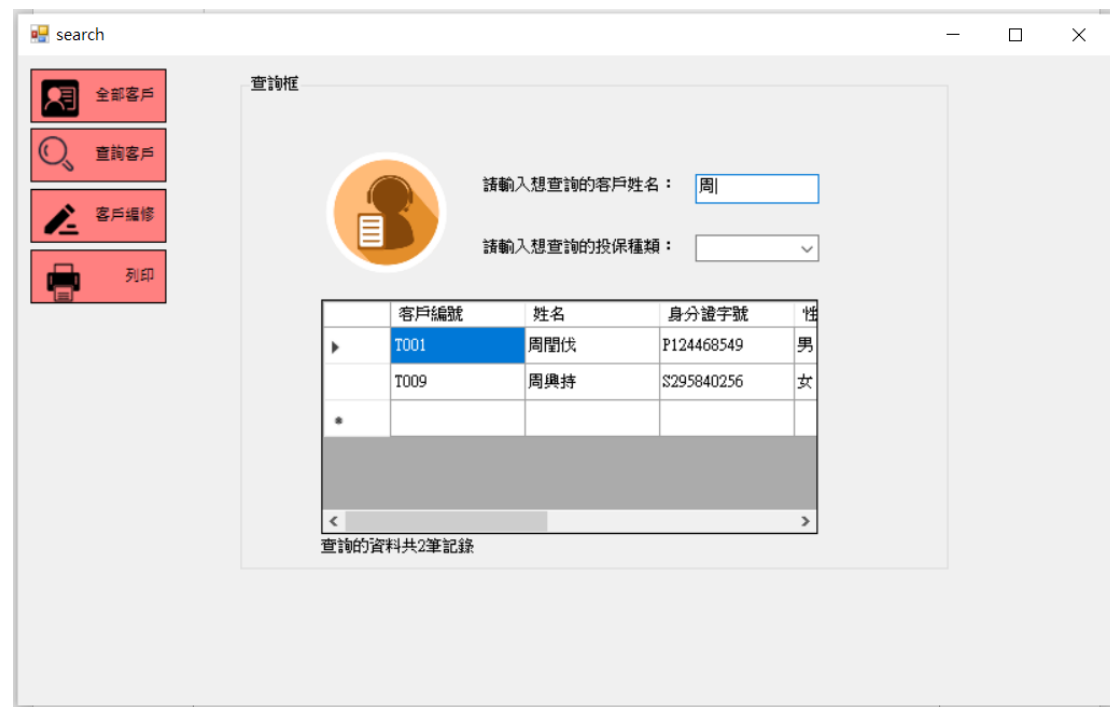 search
全部客戶
查詢客戶
客戶編修
列印
查詢框
請輸入想查詢的客戶姓名： 周
請輸入想查詢的投保種類：
客戶編號 姓名 身分證字號 性
T001 周閏伐 P124468549 男
T009 周興持 S295840256 女
查詢的資料共2筆記錄